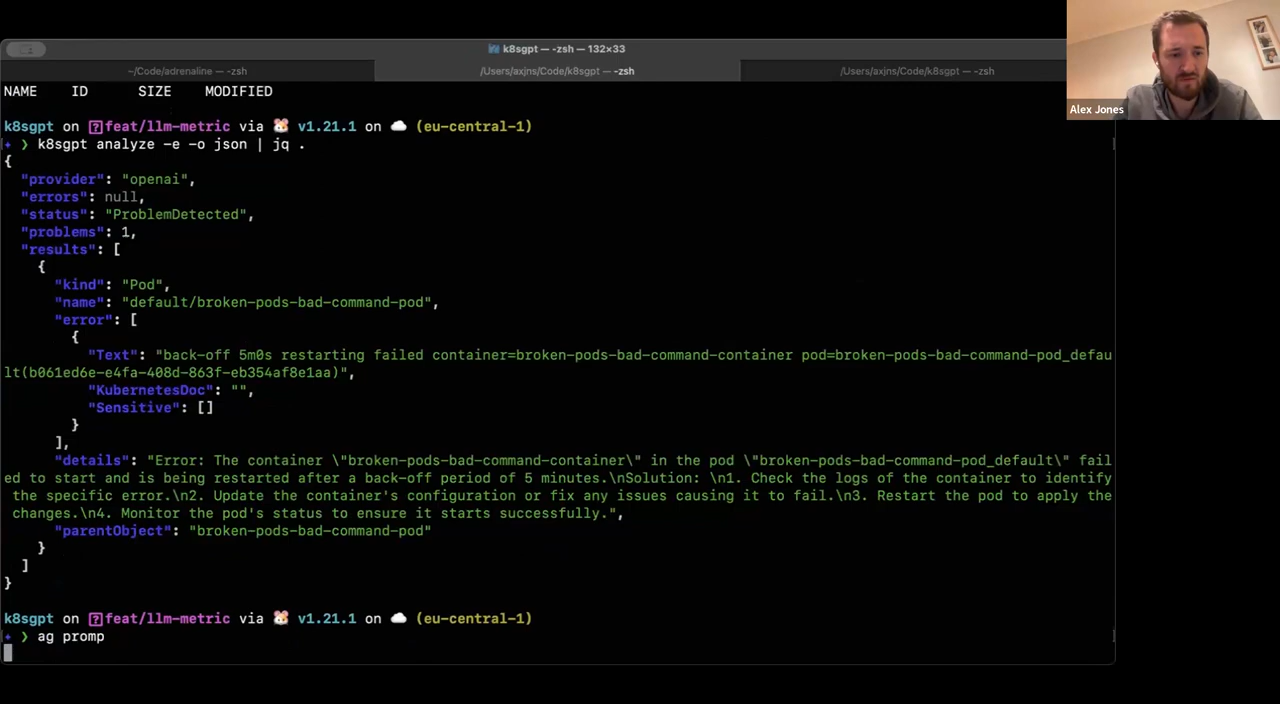 k8sgpt — -zsh — 132×33
~/Code/adrenaline — -zsh
/Users/axjns/Code/k8sgpt — -zsh
/Users/axjns/Code/k8sgpt — -zsh
Alex Jones
NAME    ID      SIZE    MODIFIED
k8sgpt on feat/llm-metric via 🐹 v1.21.1 on ☁️ (eu-central-1)
❯ k8sgpt analyze -e -o json | jq .
{
  "provider": "openai",
  "errors": null,
  "status": "ProblemDetected",
  "problems": 1,
  "results": [
    {
      "kind": "Pod",
      "name": "default/broken-pods-bad-command-pod",
      "error": [
        {
          "Text": "back-off 5m0s restarting failed container=broken-pods-bad-command-container pod=broken-pods-bad-command-pod_defau
lt(b061ed6e-e4fa-408d-863f-eb354af8e1aa)",
          "KubernetesDoc": "",
          "Sensitive": []
        }
      ],
      "details": "Error: The container \"broken-pods-bad-command-container\" in the pod \"broken-pods-bad-command-pod_default\" fail
ed to start and is being restarted after a back-off period of 5 minutes.\nSolution: \n1. Check the logs of the container to identify
 the specific error.\n2. Update the container's configuration or fix any issues causing it to fail.\n3. Restart the pod to apply the
 changes.\n4. Monitor the pod's status to ensure it starts successfully.",
      "parentObject": "broken-pods-bad-command-pod"
    }
  ]
}
k8sgpt on feat/llm-metric via 🐹 v1.21.1 on ☁️ (eu-central-1)
❯ ag promp